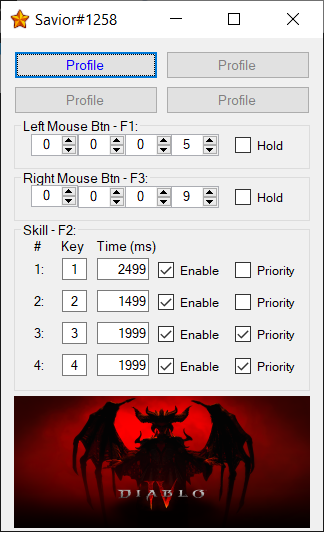 Savior#1258
Profile Profile
Profile Profile
Left Mouse Btn - F1:
0 0 0 5 Hold
Right Mouse Btn - F3:
0 0 0 9 Hold
Skill - F2:
# Key Time (ms)
1: 1 2499 Enable Priority
2: 2 1499 Enable Priority
3: 3 1999 Enable Priority
4: 4 1999 Enable Priority
DIABLO
IV